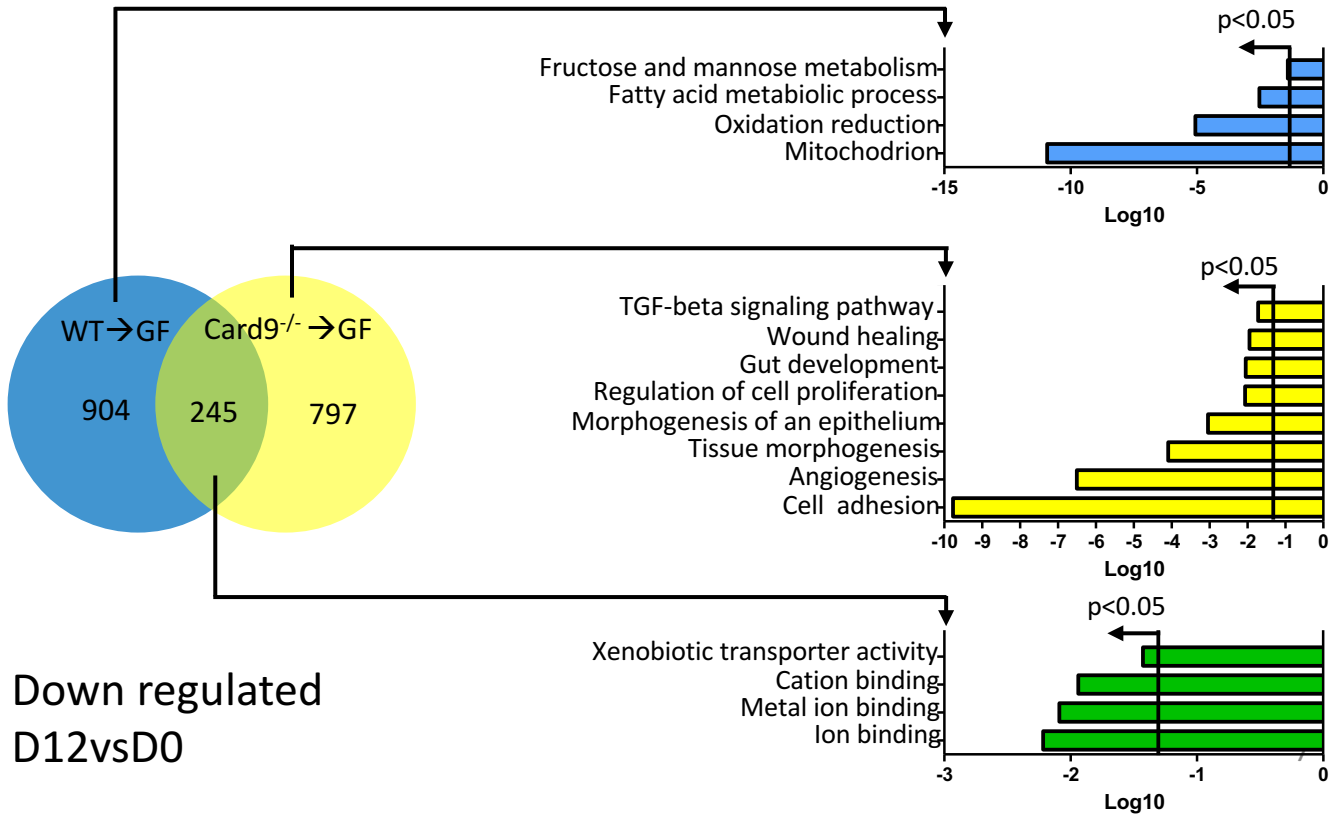 p<0.05
Fructose and mannose metabolism
Fatty acid metabiolic process
Oxidation reduction
Mitochodrion
-15 -10 -5 0
Log10
WT→GF
Card9-/-→GF
904
245
797
p<0.05
TGF-beta signaling pathway
Wound healing
Gut development
Regulation of cell proliferation
Morphogenesis of an epithelium
Tissue morphogenesis
Angiogenesis
Cell adhesion
-10 -9 -8 -7 -6 -5 -4 -3 -2 -1 0
Log10
p<0.05
Xenobiotic transporter activity
Cation binding
Metal ion binding
Ion binding
-3 -2 -1 0
Log10
Down regulated
D12vsD0